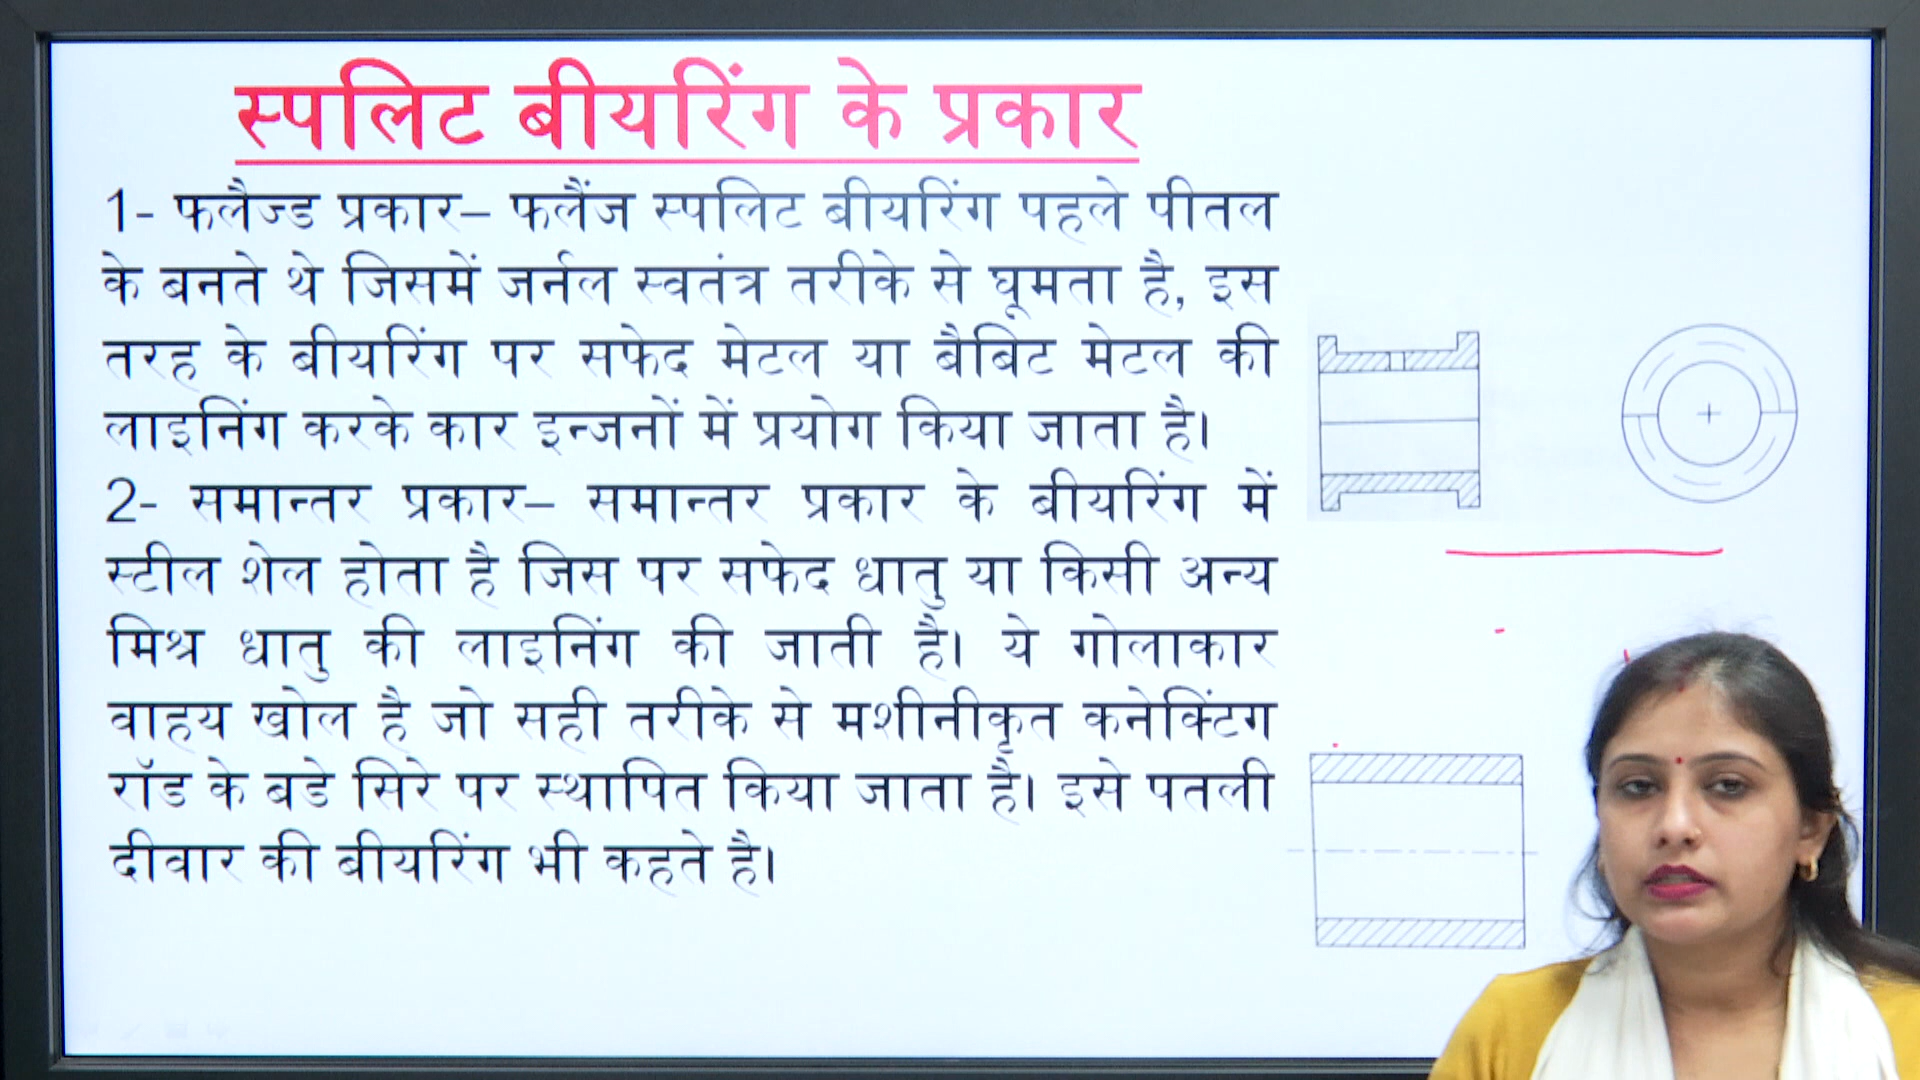 स्पलिट बीयरिंग के प्रकार
1- फलैज्ड प्रकार– फलैंज स्पलिट बीयरिंग पहले पीतल
के बनते थे जिसमें जर्नल स्वतंत्र तरीके से घूमता है, इस
तरह के बीयरिंग पर सफेद मेटल या बैबिट मेटल की
लाइनिंग करके कार इन्जनों में प्रयोग किया जाता है।
2- समान्तर प्रकार– समान्तर प्रकार के बीयरिंग में
स्टील शेल होता है जिस पर सफेद धातु या किसी अन्य
मिश्र धातु की लाइनिंग की जाती है। ये गोलाकार
वाहय खोल है जो सही तरीके से मशीनीकृत कनेक्टिंग
रॉड के बडे सिरे पर स्थापित किया जाता है। इसे पतली
दीवार की बीयरिंग भी कहते है।